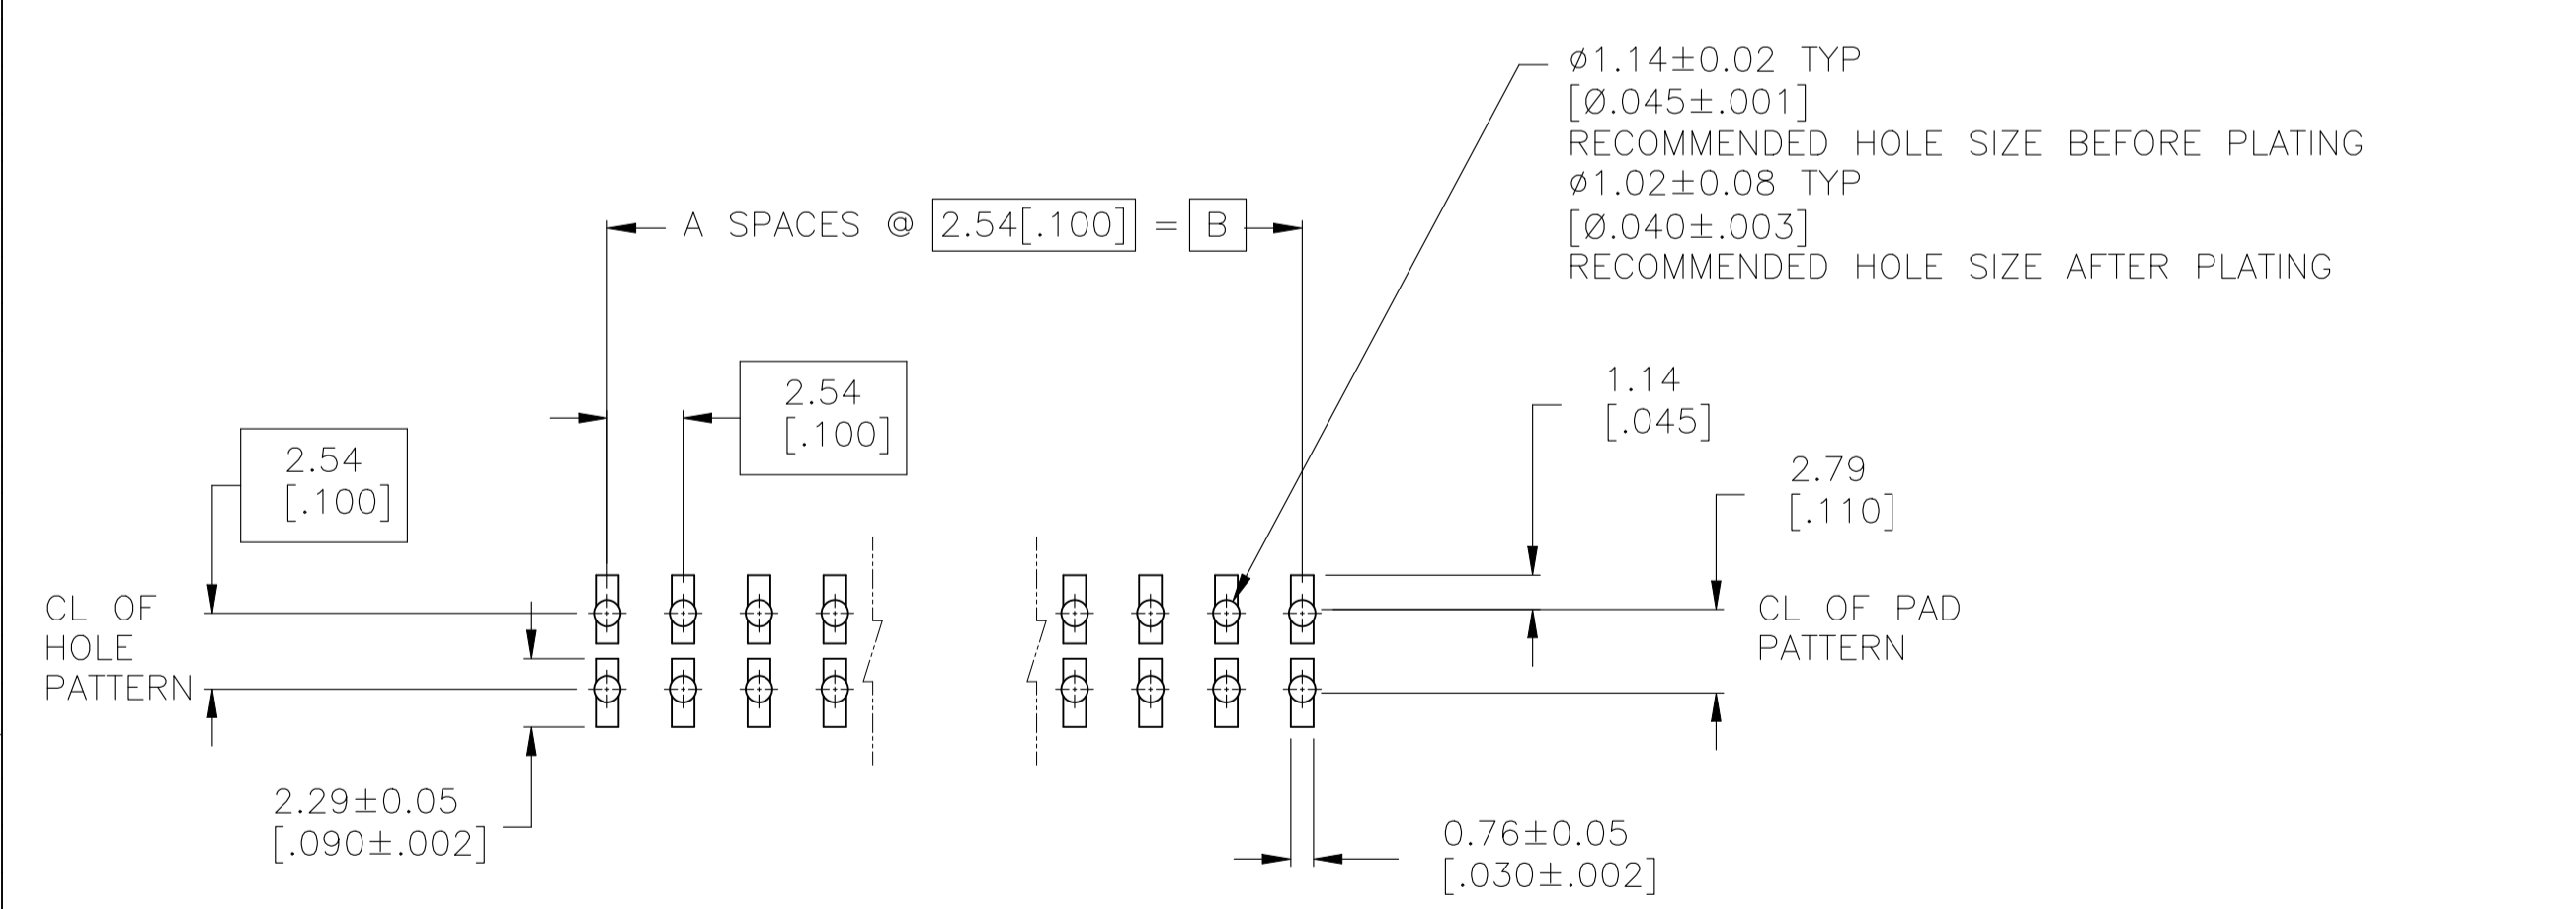 ø1.14±0.02 TYP
[Ø.045±.001]
RECOMMENDED HOLE SIZE BEFORE PLATING
ø1.02±0.08 TYP
[Ø.040±.003]
RECOMMENDED HOLE SIZE AFTER PLATING
A SPACES @ 2.54[.100] = B
2.54
[.100]
2.54
[.100]
1.14
[.045]
2.79
[.110]
CL OF
HOLE
PATTERN
CL OF PAD
PATTERN
2.29±0.05
[.090±.002]
0.76±0.05
[.030±.002]